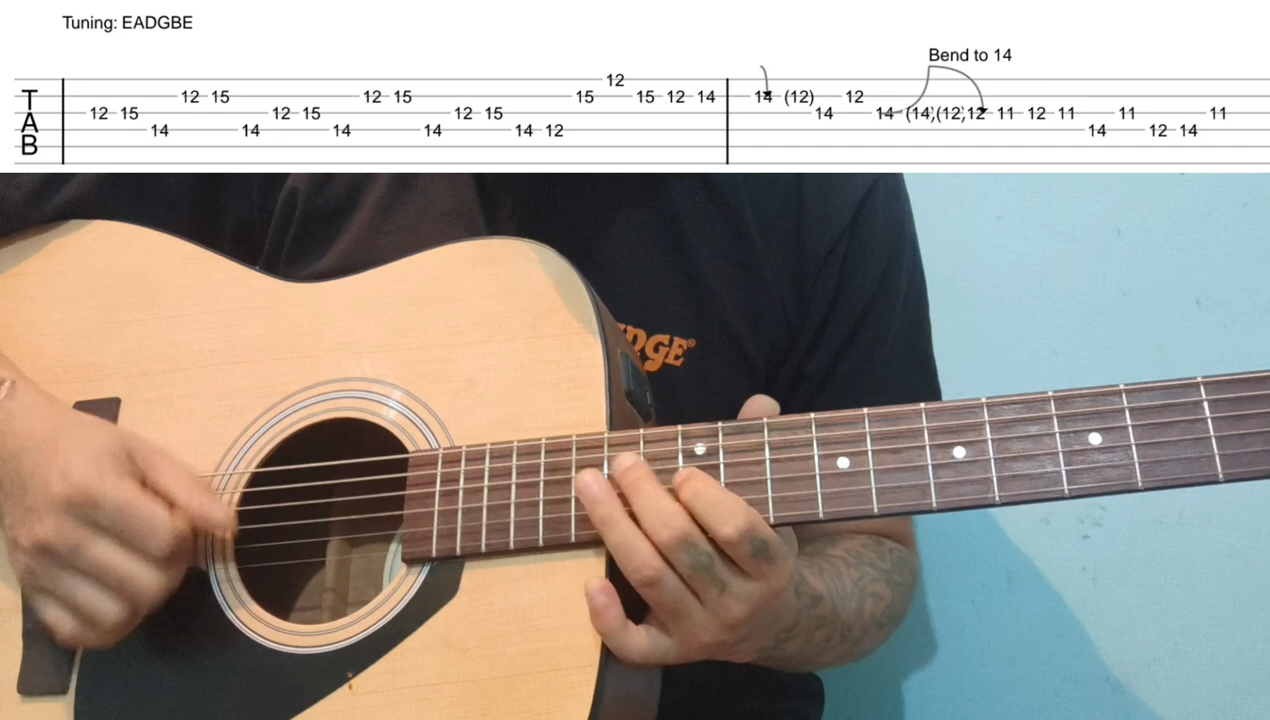 Tuning: EADGBE
Bend to 14
12
12 15 12 15 15 15 12 14 14 (12) 12
T
12 15 12 15 12 15 14 14 (14),(12),12 11 12 11 11 11
A
14 14 14 14 14 12 14 12 14
B
DGE®